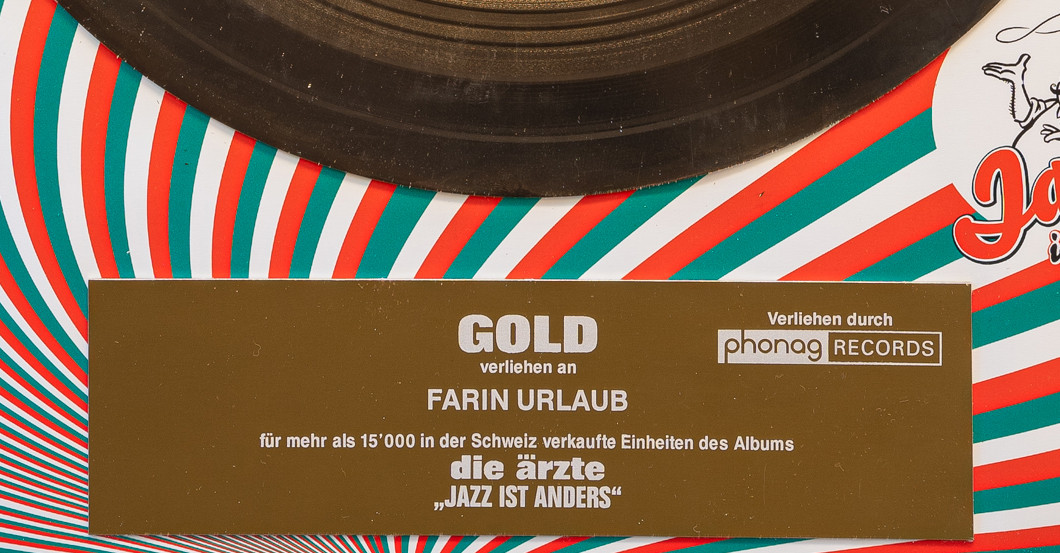 GOLD
verliehen an
FARIN URLAUB
für mehr als 15’000 in der Schweiz verkaufte Einheiten des Albums
die ärzte
„JAZZ IST ANDERS“
Verliehen durch
phonag RECORDS